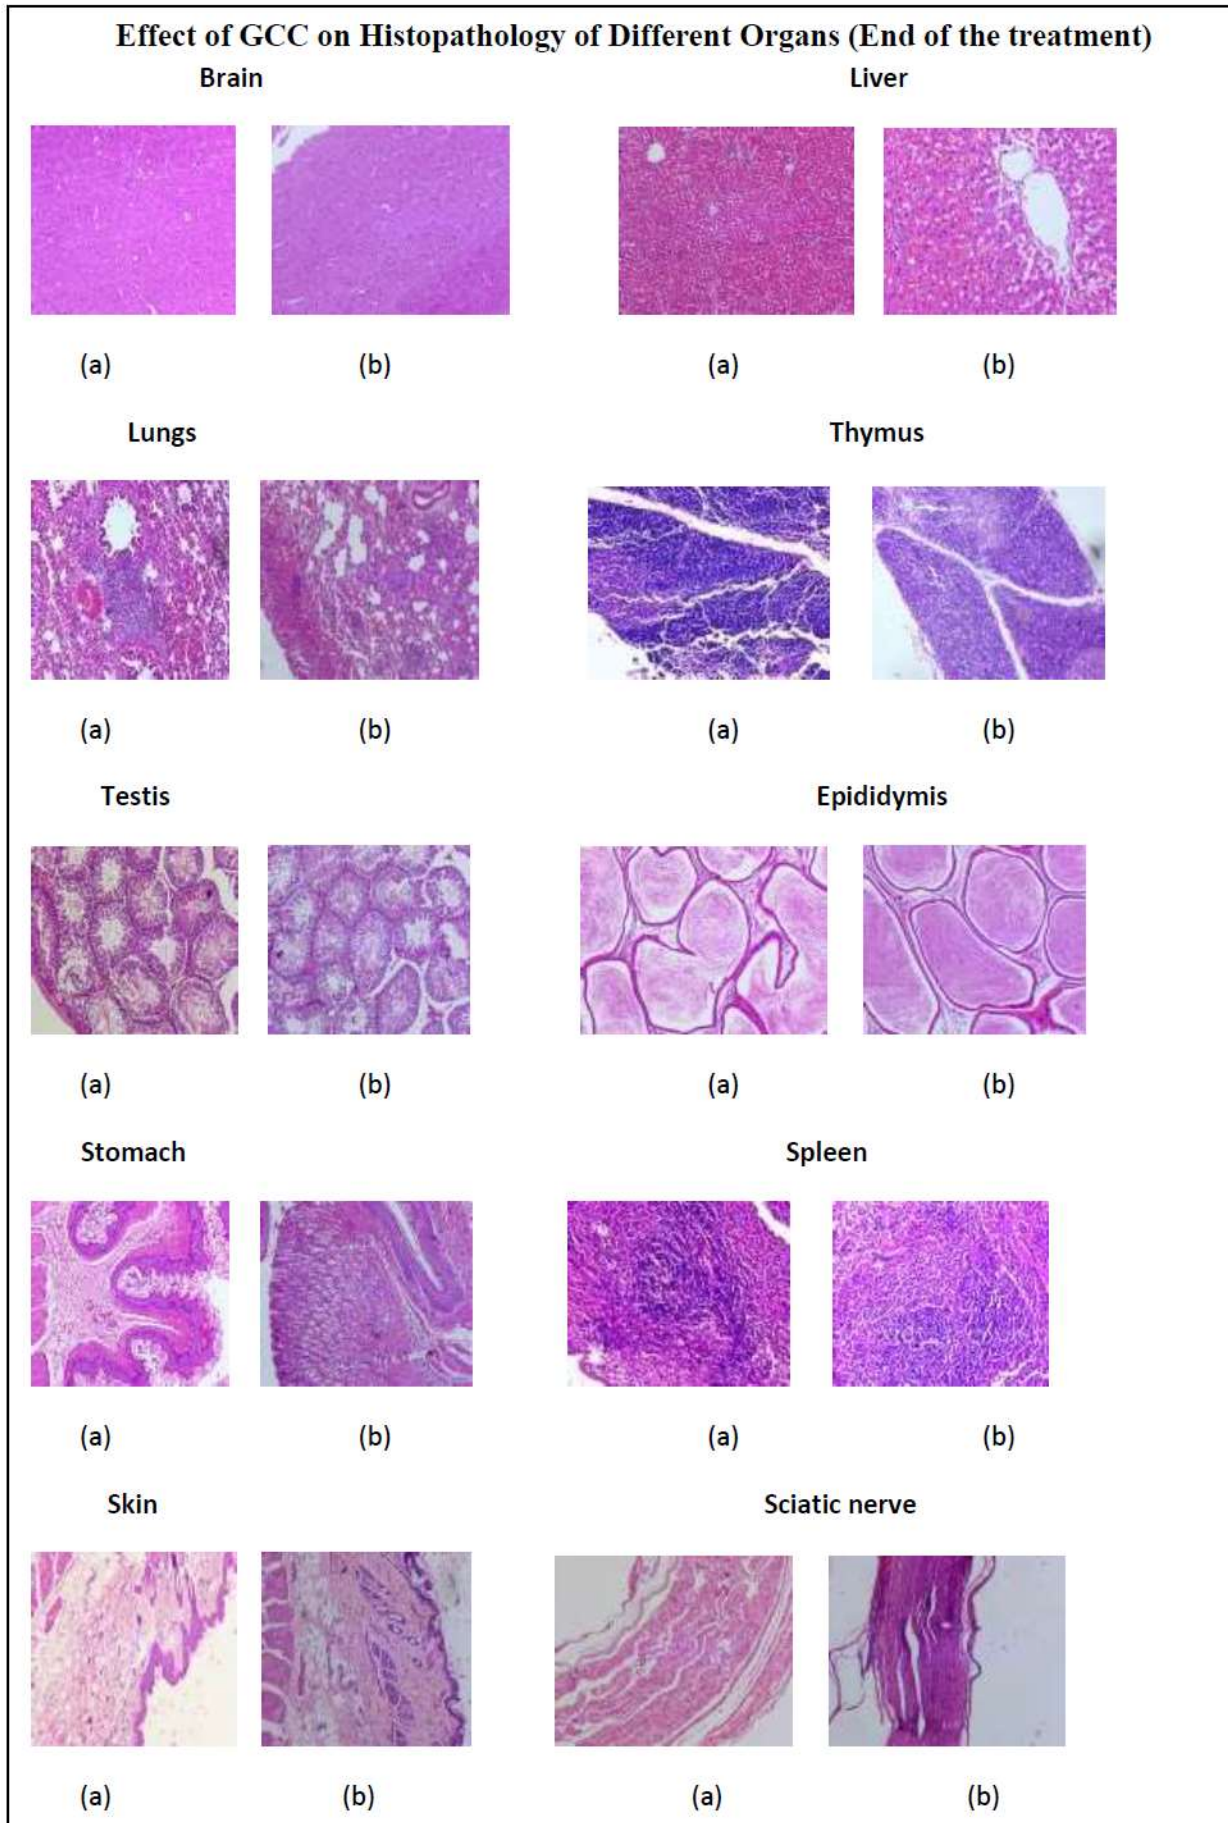 Effect of GCC on Histopathology of Different Organs (End of the treatment)
Brain Liver
(a) (b) (a) (b)
Lungs Thymus
(a) (b) (a) (b)
Testis Epididymis
(a) (b) (a) (b)
Stomach Spleen
(a) (b) (a) (b)
Skin Sciatic nerve
(a) (b) (a) (b)